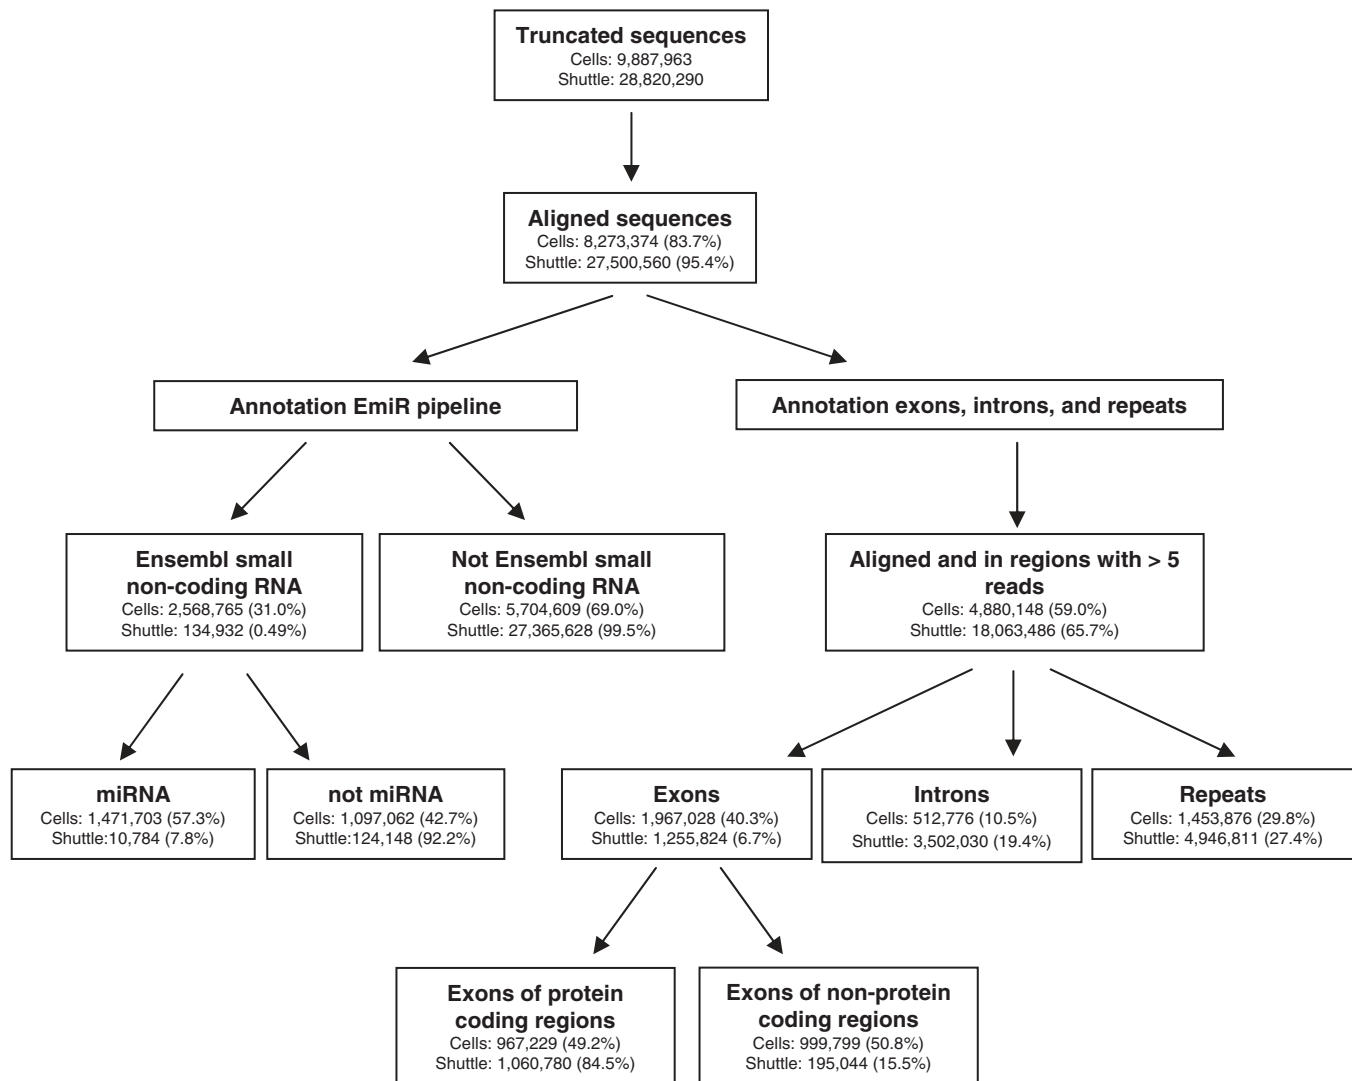 Truncated sequences
Cells: 9,887,963
Shuttle: 28,820,290
Aligned sequences
Cells: 8,273,374 (83.7%)
Shuttle: 27,500,560 (95.4%)
Annotation EmiR pipeline
Annotation exons, introns, and repeats
Ensembl small
non-coding RNA
Cells: 2,568,765 (31.0%)
Shuttle: 134,932 (0.49%)
Not Ensembl small
non-coding RNA
Cells: 5,704,609 (69.0%)
Shuttle: 27,365,628 (99.5%)
Aligned and in regions with > 5
reads
Cells: 4,880,148 (59.0%)
Shuttle: 18,063,486 (65.7%)
miRNA
Cells: 1,471,703 (57.3%)
Shuttle:10,784 (7.8%)
not miRNA
Cells: 1,097,062 (42.7%)
Shuttle:124,148 (92.2%)
Exons
Cells: 1,967,028 (40.3%)
Shuttle: 1,255,824 (6.7%)
Introns
Cells: 512,776 (10.5%)
Shuttle: 3,502,030 (19.4%)
Repeats
Cells: 1,453,876 (29.8%)
Shuttle: 4,946,811 (27.4%)
Exons of protein
coding regions
Cells: 967,229 (49.2%)
Shuttle: 1,060,780 (84.5%)
Exons of non-protein
coding regions
Cells: 999,799 (50.8%)
Shuttle: 195,044 (15.5%)